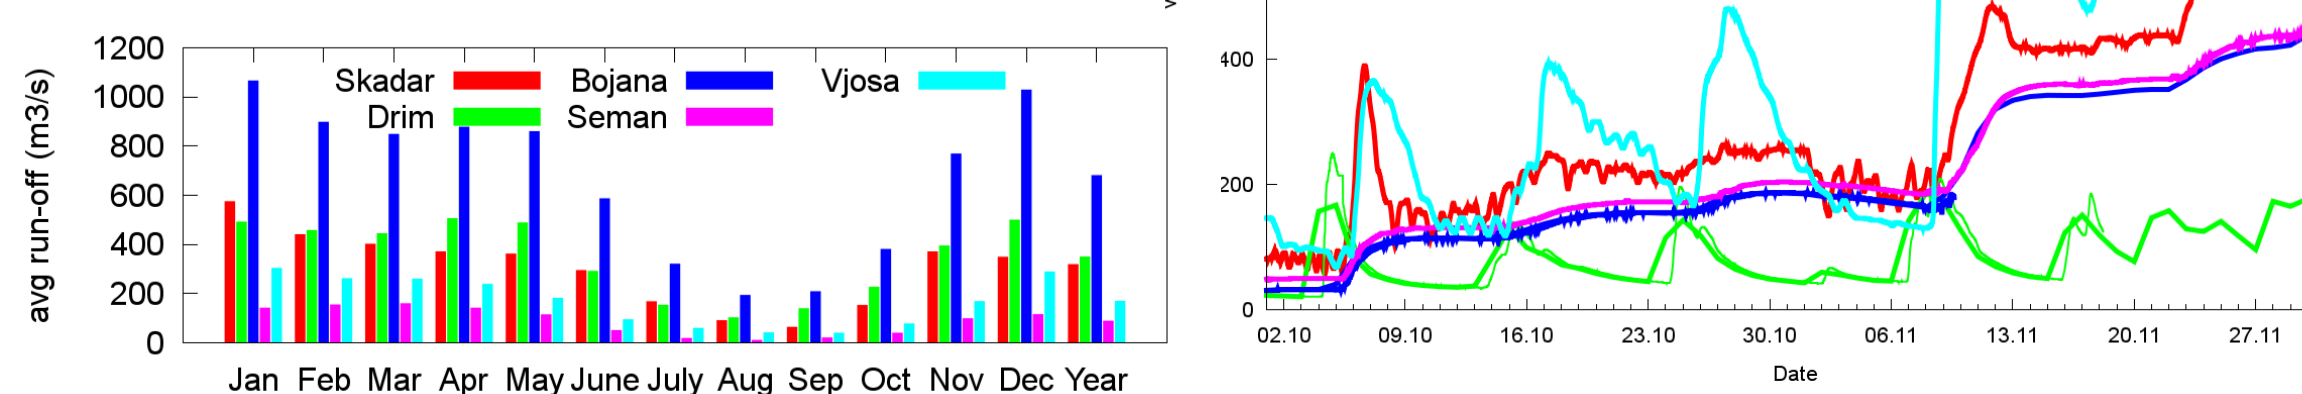 avg run-off (m3/s)
1200
1000
800
600
400
200
0
Skadar Bojana Vjosa
Drim Seman
Jan Feb Mar Apr May June July Aug Sep Oct Nov Dec Year
400
200
0
02.10 09.10 16.10 23.10 30.10 06.11 13.11 20.11 27.11
Date